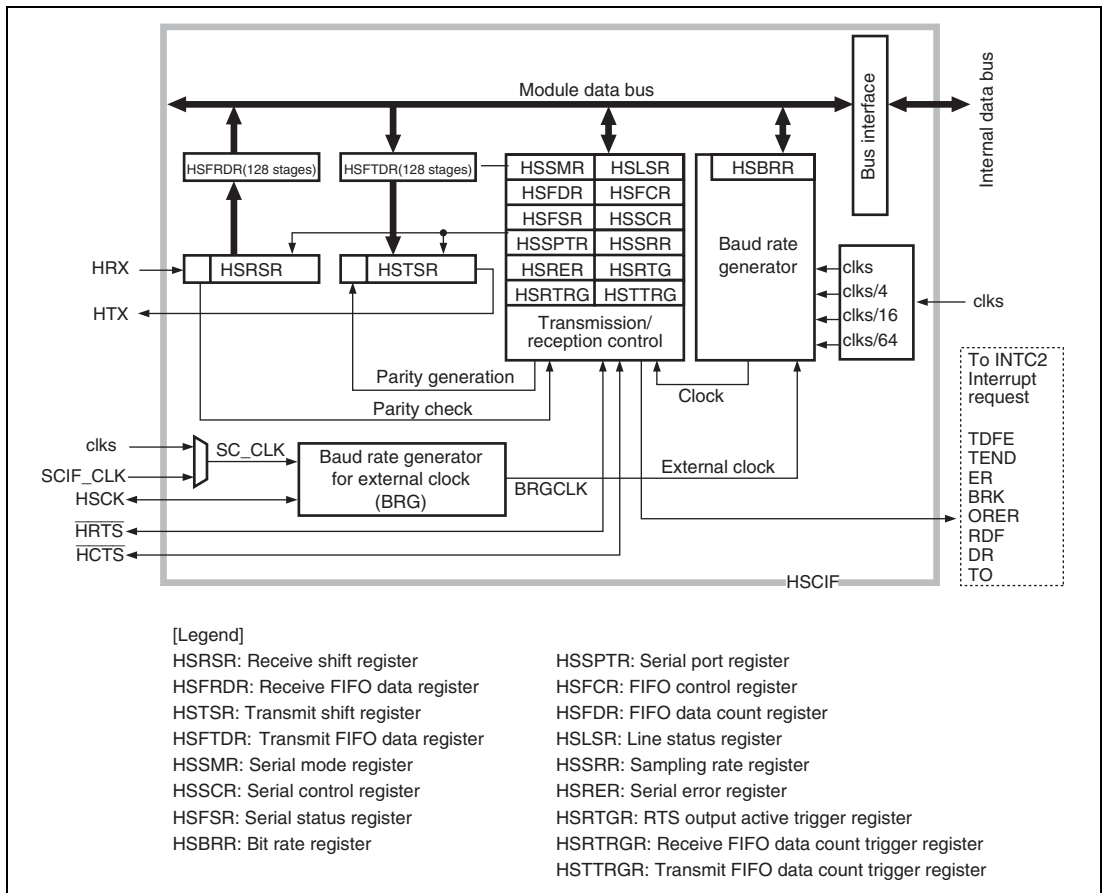 Module data bus
Bus interface
Internal data bus
HSFRDR(128 stages)
HSFTDR(128 stages)
HSSMR HSLSR
HSFDR HSFCR
HSFSR HSSCR
HSSPTR HSSRR
HSRER HSRTG
HSRTRG HSTTRG
Transmission/
reception control
HSBRR
Baud rate
generator
HRX
HSRSR
HSTSR
HTX
clks
clks/4
clks/16
clks/64
clks
Parity generation
Parity check
Clock
clks
SCIF_CLK
SC_CLK
HSCK
Baud rate generator
for external clock
(BRG)
BRGCLK
External clock
HRTS
HCTS
HSCIF
To INTC2
Interrupt
request
TDFE
TEND
ER
BRK
ORER
RDF
DR
TO
[Legend]
HSRSR: Receive shift register
HSFRDR: Receive FIFO data register
HSTSR: Transmit shift register
HSFTDR: Transmit FIFO data register
HSSMR: Serial mode register
HSSCR: Serial control register
HSFSR: Serial status register
HSBRR: Bit rate register
HSSPTR: Serial port register
HSFCR: FIFO control register
HSFDR: FIFO data count register
HSLSR: Line status register
HSSRR: Sampling rate register
HSRER: Serial error register
HSRTGR: RTS output active trigger register
HSRTRGR: Receive FIFO data count trigger register
HSTTRGR: Transmit FIFO data count trigger register